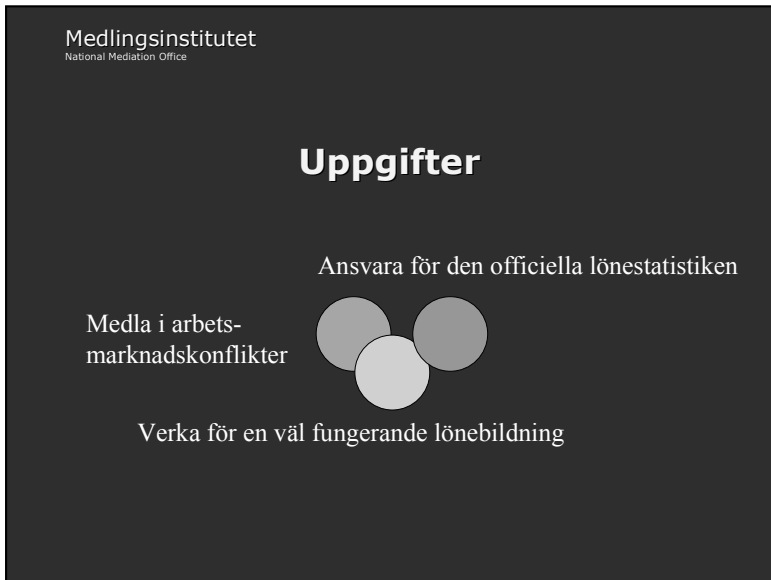 Medlingsinstitutet
National Mediation Office
Uppgifter
Ansvara för den officiella lönestatistiken
Medla i arbets-
marknadskonflikter
Verka för en väl fungerande lönebildning